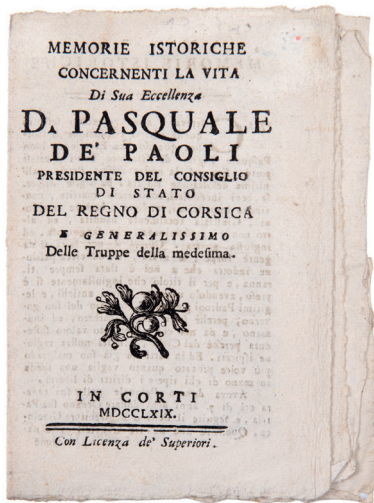 MEMORIE ISTORICHE
CONCERNENTI LA VITA
Di Sua Eccellenza
D. PASQUALE
DE' PAOLI
PRESIDENTE DEL CONSIGLIO
DI STATO
DEL REGNO DI CORSICA
E GENERALISSIMO
Delle Truppe della medesima.
IN CORTI
MDCCLXIX.
Con Licenza de' Superiori.